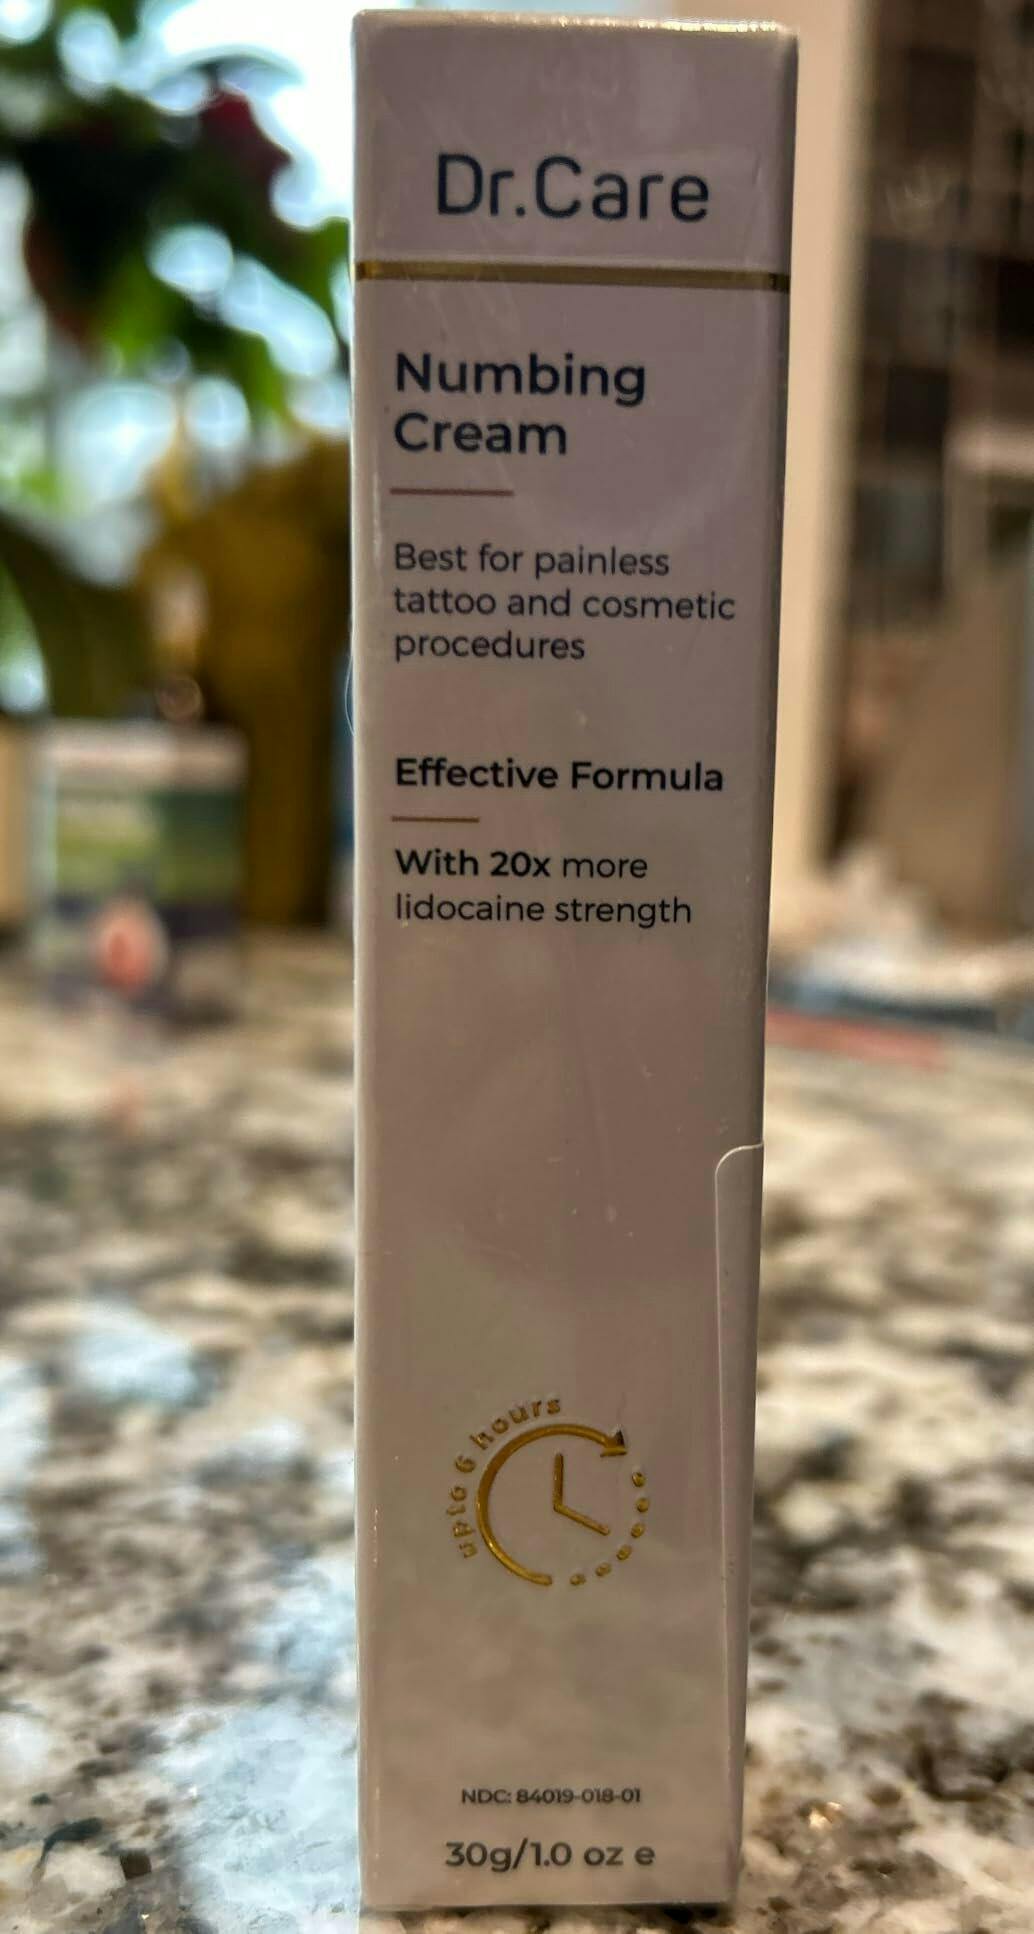 Dr.Care
Numbing
Cream
Best for painless
tattoo and cosmetic
procedures
Effective Formula
With 20x more
lidocaine strength
upto 6 hours
NDC: 84019-018-01
30g/1.0 oz e